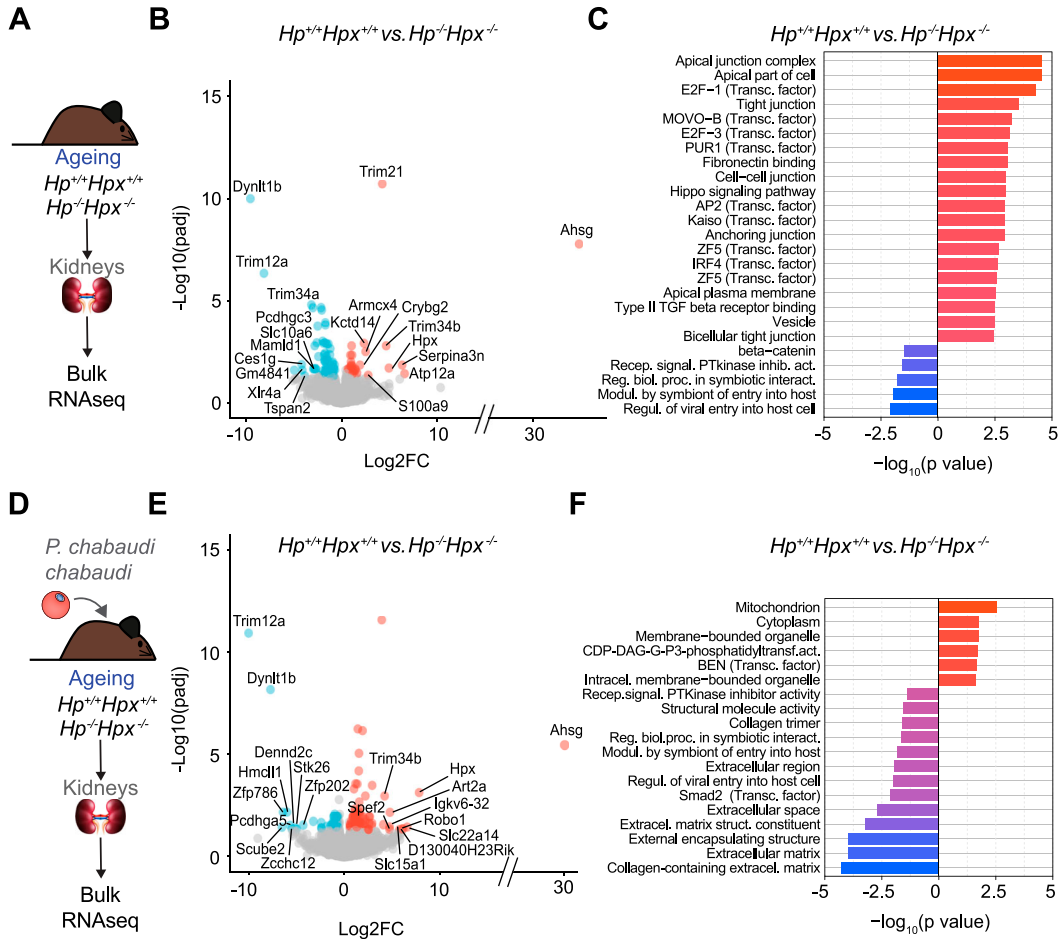 A
Ageing
Hp+/+Hpx+/+
Hp-/-Hpx-/-
Kidneys
Bulk
RNAseq
B
Hp+/+Hpx+/+ vs. Hp-/-Hpx-/-
15
10
5
0
-Log10(padj)
Dynlt1b
Trim21
Ahsg
Trim12a
Trim34a
Armcx4
Crybg2
Pcdhgc3
Kctd14
Trim34b
Slc10a6
Hpx
Mamld1
Serpina3n
Ces1g
Atp12a
Gm4841
Xlr4a
S100a9
Tspan2
-10
0
10
30
Log2FC
C
Hp+/+Hpx+/+ vs. Hp-/-Hpx-/-
Apical junction complex
Apical part of cell
E2F-1 (Transc. factor)
Tight junction
MOVO-B (Transc. factor)
E2F-3 (Transc. factor)
PUR1 (Transc. factor)
Fibronectin binding
Cell-cell junction
Hippo signaling pathway
AP2 (Transc. factor)
Kaiso (Transc. factor)
Anchoring junction
ZF5 (Transc. factor)
IRF4 (Transc. factor)
ZF5 (Transc. factor)
Apical plasma membrane
Type II TGF beta receptor binding
Vesicle
Bicellular tight junction
beta-catenin
Recep. signal. PTkinase inhib. act.
Reg. biol. proc. in symbiotic interact.
Modul. by symbiont of entry into host
Regul. of viral entry into host cell
-5
-2.5
0
2.5
5
−log10(p value)
D
P. chabaudi
chabaudi
Ageing
Hp+/+Hpx+/+
Hp-/-Hpx-/-
Kidneys
Bulk
RNAseq
E
Hp+/+Hpx+/+ vs. Hp-/-Hpx-/-
15
10
5
0
-Log10(padj)
Trim12a
Dynlt1b
Ahsg
Dennd2c
Trim34b
Hmcll1
Stk26
Hpx
Zfp786
Zfp202
Art2a
Spef2
Igkv6-32
Pcdhga5
Robo1
Scube2
Slc22a14
Zcchc12
D130040H23Rik
Slc15a1
-10
0
10
30
Log2FC
F
Hp+/+Hpx+/+ vs. Hp-/-Hpx-/-
Mitochondrion
Cytoplasm
Membrane-bounded organelle
CDP-DAG-G-P3-phosphatidyltransf.act.
BEN (Transc. factor)
Intracel. membrane-bounded organelle
Recep.signal. PTKinase inhibitor activity
Structural molecule activity
Collagen trimer
Reg. biol.proc. in symbiotic interact.
Modul. by symbiont of entry into host
Extracellular region
Regul. of viral entry into host cell
Smad2 (Transc. factor)
Extracellular space
Extracel. matrix struct. constituent
External encapsulating structure
Extracellular matrix
Collagen-containing extracel. matrix
-5
-2.5
0
2.5
5
−log10(p value)